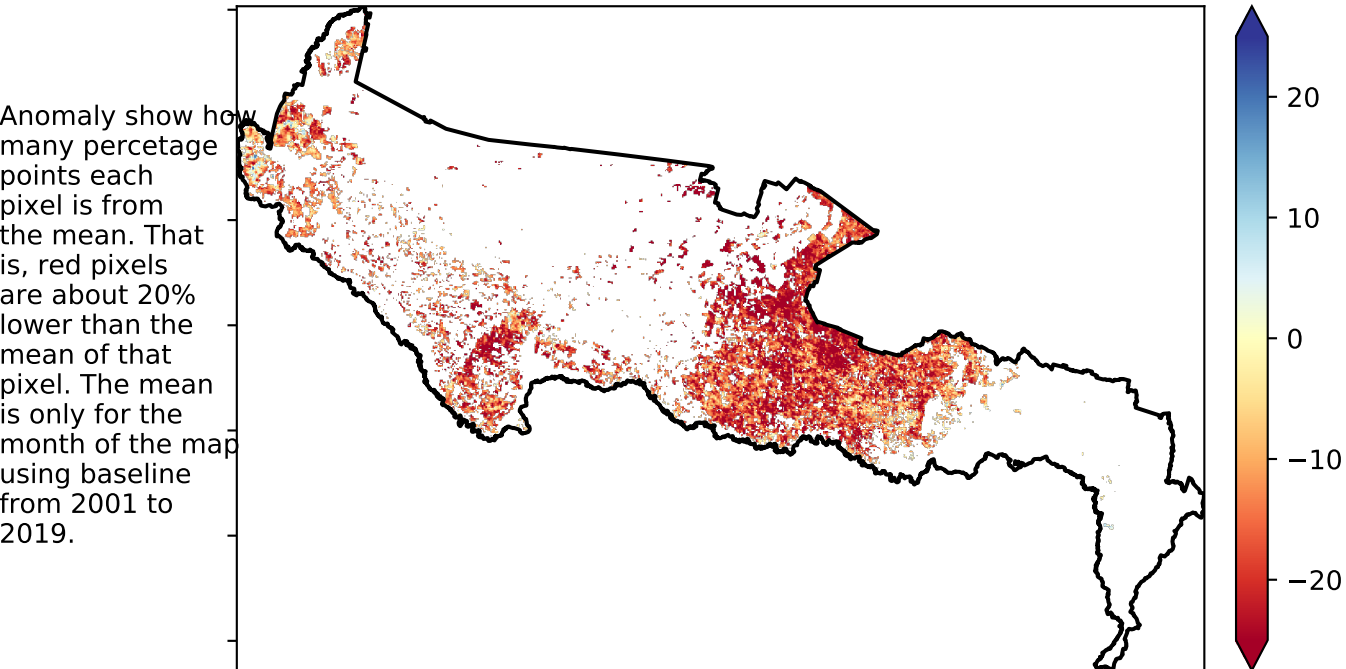 Anomaly show how
many percetage
points each
pixel is from
the mean. That
is, red pixels
are about 20%
lower than the
mean of that
pixel. The mean
is only for the
month of the map
using baseline
from 2001 to
2019.
20
10
0
−10
−20